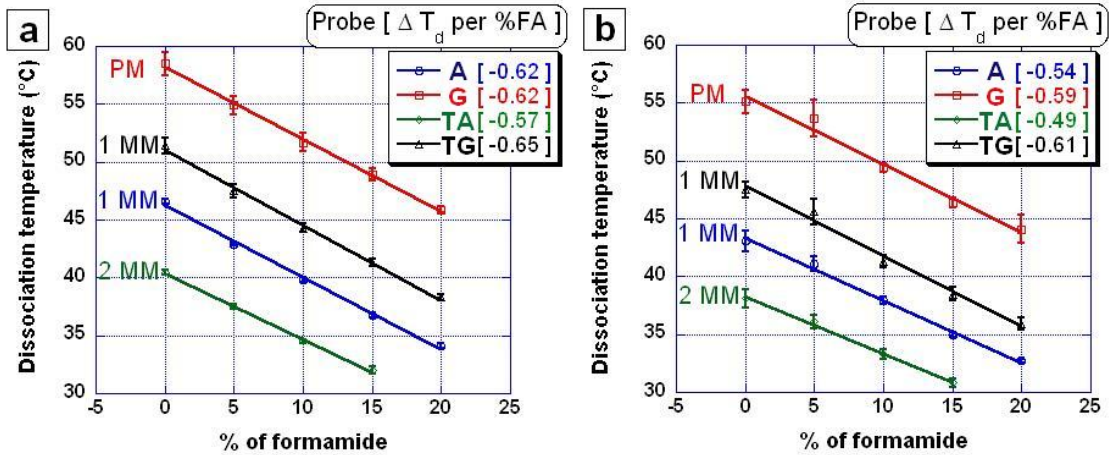 a
Probe [ Δ T_d per %FA ]
A [ -0.62 ]
G [ -0.62 ]
TA [ -0.57 ]
TG [ -0.65 ]
PM
1 MM
1 MM
2 MM
Dissociation temperature (°C)
60
55
50
45
40
35
30
-5 0 5 10 15 20 25
% of formamide
b
Probe [ Δ T_d per %FA ]
A [ -0.54 ]
G [ -0.59 ]
TA [ -0.49 ]
TG [ -0.61 ]
PM
1 MM
1 MM
2 MM
Dissociation temperature (°C)
60
55
50
45
40
35
30
-5 0 5 10 15 20 25
% of formamide